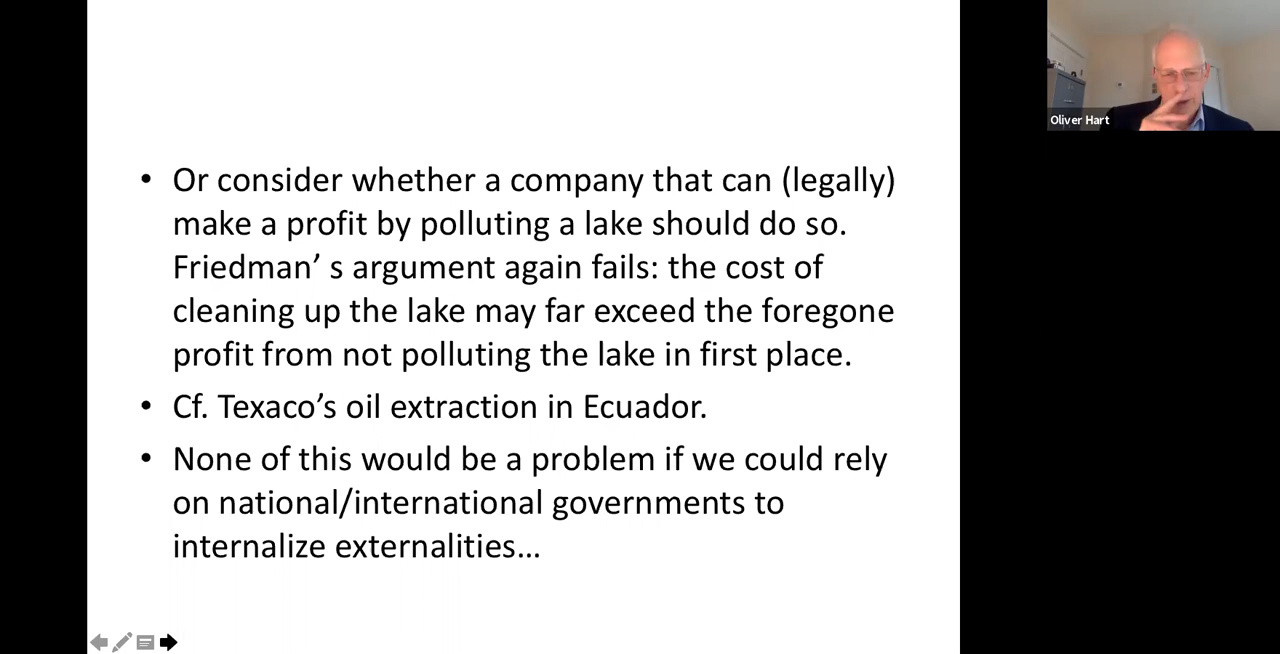 • Or consider whether a company that can (legally)
make a profit by polluting a lake should do so.
Friedman’ s argument again fails: the cost of
cleaning up the lake may far exceed the foregone
profit from not polluting the lake in first place.
• Cf. Texaco’s oil extraction in Ecuador.
• None of this would be a problem if we could rely
on national/international governments to
internalize externalities…
Oliver Hart